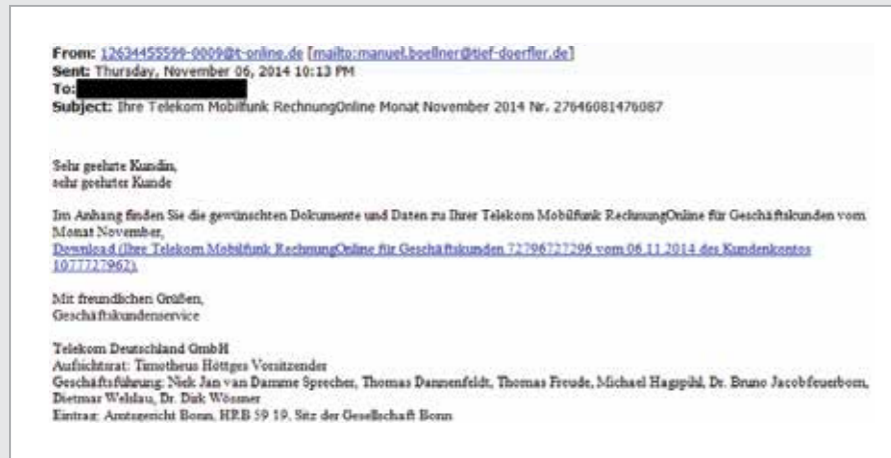 From: 12634455599-0009@t-online.de [mailto:manuel.boellner@tief-doerfler.de]
Sent: Thursday, November 06, 2014 10:13 PM
To:
Subject: Ihre Telekom Mobilfunk RechnungOnline Monat November 2014 Nr. 27646081476087
Sehr geehrte Kundin,
sehr geehrter Kunde
Im Anhang finden Sie die gewünschten Dokumente und Daten zu Ihrer Telekom Mobilfunk RechnungOnline für Geschäftskunden vom
Monat November,
Download (Ihre Telekom Mobilfunk RechnungOnline für Geschäftskunden 72796727296 vom 06.11.2014 des Kundenkontos
1077727962).
Mit freundlichen Grüßen,
Geschäftskundenservice
Telekom Deutschland GmbH
Aufsichtsrat: Timotheus Höttges Vorsitzender
Geschäftsführung: Niek Jan van Damme Sprecher, Thomas Dannenfeldt, Thomas Freude, Michael Hagspihl, Dr. Bruno Jacobfeuerborn,
Dietmar Welslau, Dr. Dirk Wössner
Eintrag: Amtsgericht Bonn, HRB 59 19, Sitz der Gesellschaft Bonn